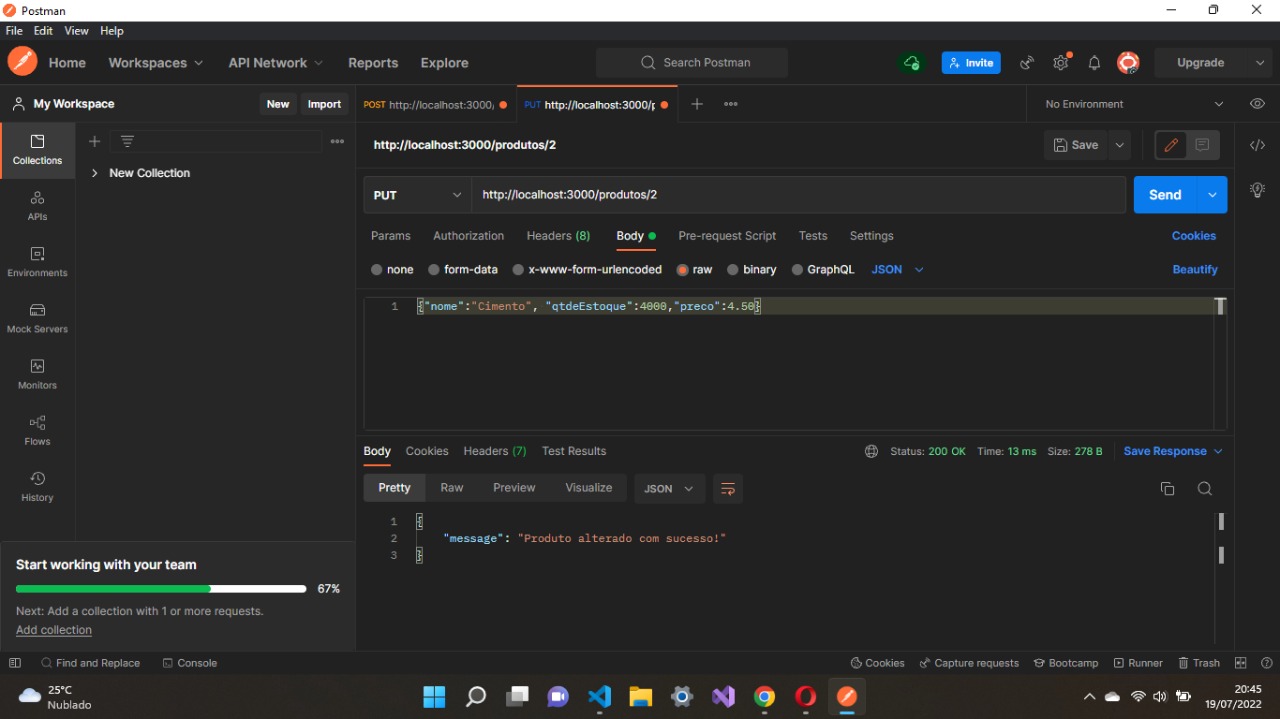 Postman
File Edit View Help
Home Workspaces API Network Reports Explore Search Postman Invite Upgrade
My Workspace New Import POST http://localhost:3000, PUT http://localhost:3000/p No Environment
Collections
New Collection
APIs
Environments
Mock Servers
Monitors
Flows
History
http://localhost:3000/produtos/2 Save
PUT http://localhost:3000/produtos/2 Send
Params Authorization Headers (8) Body Pre-request Script Tests Settings Cookies
none form-data x-www-form-urlencoded raw binary GraphQL JSON Beautify
1 {"nome":"Cimento", "qtdeEstoque":4000,"preco":4.50}
Body Cookies Headers (7) Test Results Status: 200 OK Time: 13 ms Size: 278 B Save Response
Pretty Raw Preview Visualize JSON
1 {
2 "message": "Produto alterado com sucesso!"
3 }
Start working with your team
67%
Next: Add a collection with 1 or more requests.
Add collection
Find and Replace Console Cookies Capture requests Bootcamp Runner Trash
25°C
Nublado
20:45
19/07/2022